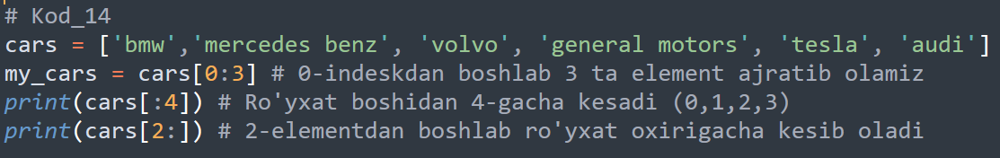 # Kod_14
cars = ['bmw','mercedes benz', 'volvo', 'general motors', 'tesla', 'audi']
my_cars = cars[0:3] # 0-indeskdan boshlab 3 ta element ajratib olamiz
print(cars[:4]) # Ro'yxat boshidan 4-gacha kesadi (0,1,2,3)
print(cars[2:]) # 2-elementdan boshlab ro'yxat oxirigacha kesib oladi